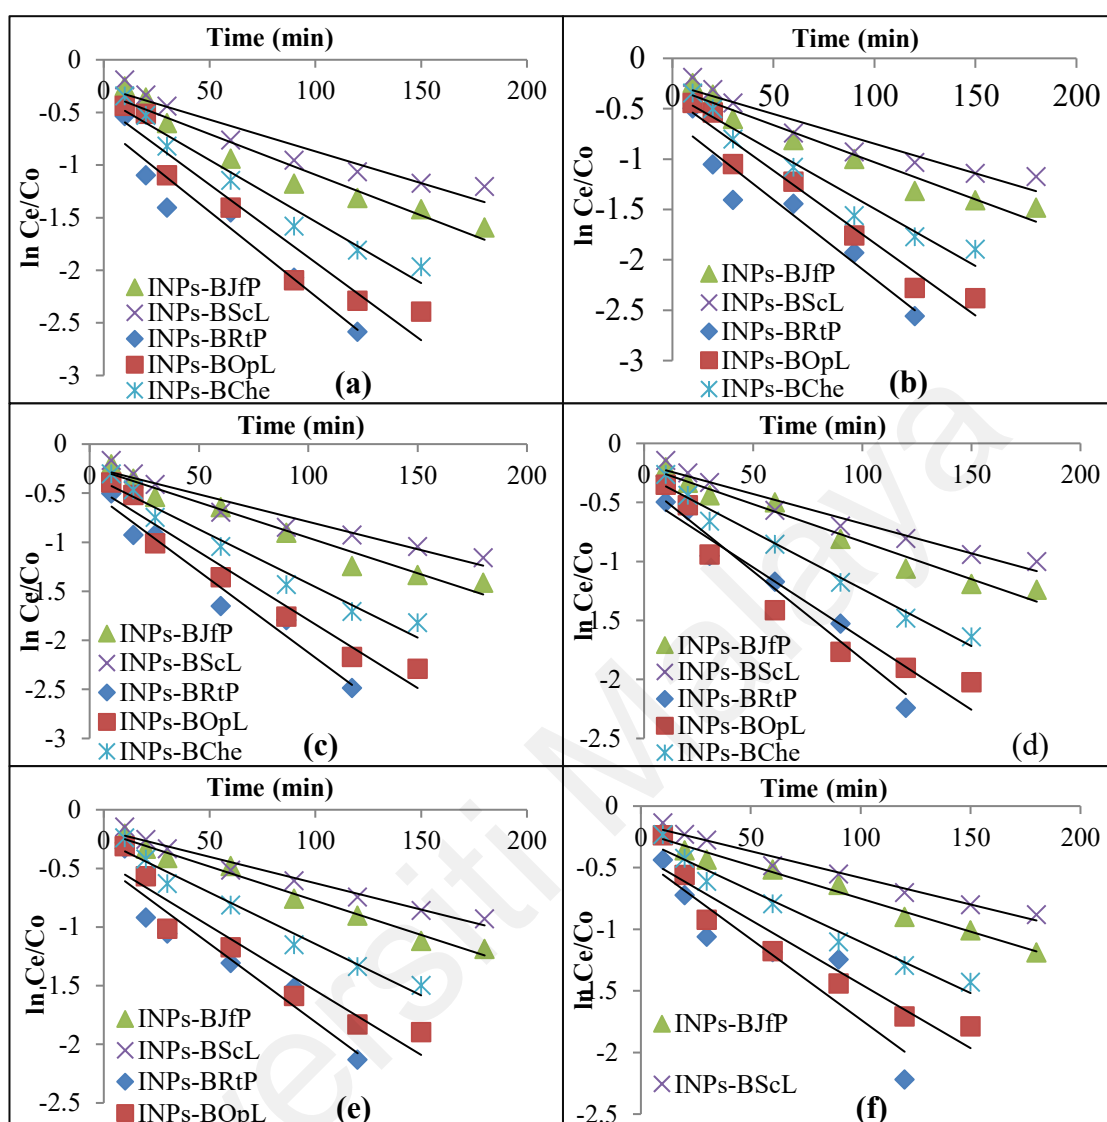 Time (min)
0 50 100 150 200
0
-0.5
-1
-1.5
-2
-2.5
-3
ln Ce/Co
INPs-BJfP
INPs-BScL
INPs-BRtP
INPs-BOpL
INPs-BChe
(a)
Time (min)
0 50 100 150 200
0
-0.5
-1
-1.5
-2
-2.5
-3
ln Ce/Co
INPs-BJfP
INPs-BScL
INPs-BRtP
INPs-BOpL
INPs-BChe
(b)
Time (min)
0 50 100 150 200
0
-0.5
-1
-1.5
-2
-2.5
-3
ln Ce/Co
INPs-BJfP
INPs-BScL
INPs-BRtP
INPs-BOpL
INPs-BChe
(c)
Time (min)
0 50 100 150 200
0
-0.5
-1
-1.5
-2
-2.5
ln Ce/Co
INPs-BJfP
INPs-BScL
INPs-BRtP
INPs-BOpL
INPs-BChe
(d)
Time (min)
0 50 100 150 200
0
-0.5
-1
-1.5
-2
-2.5
ln Ce/Co
INPs-BJfP
INPs-BScL
INPs-BRtP
INPs-BOpL
(e)
Time (min)
0 50 100 150 200
0
-0.5
-1
-1.5
-2
-2.5
ln Ce/Co
INPs-BJfP
INPs-BScL
(f)
versiti Malaya